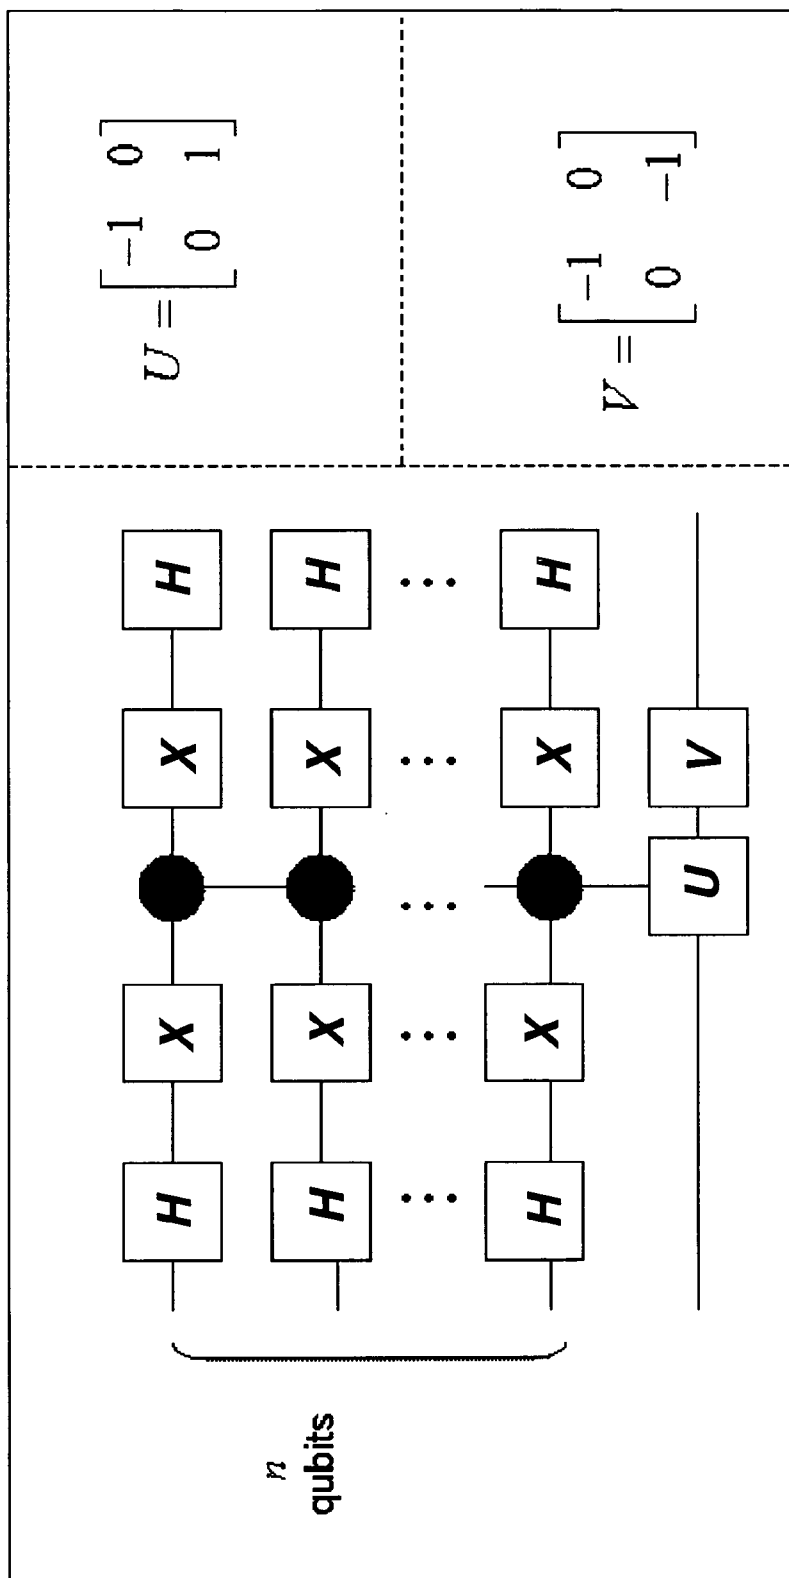 n
qubits
H X X H
H X X H
... ... ... ... ...
H X X H
U V
U = [ -1 0
0 1 ]
V = [ -1 0
0 -1 ]